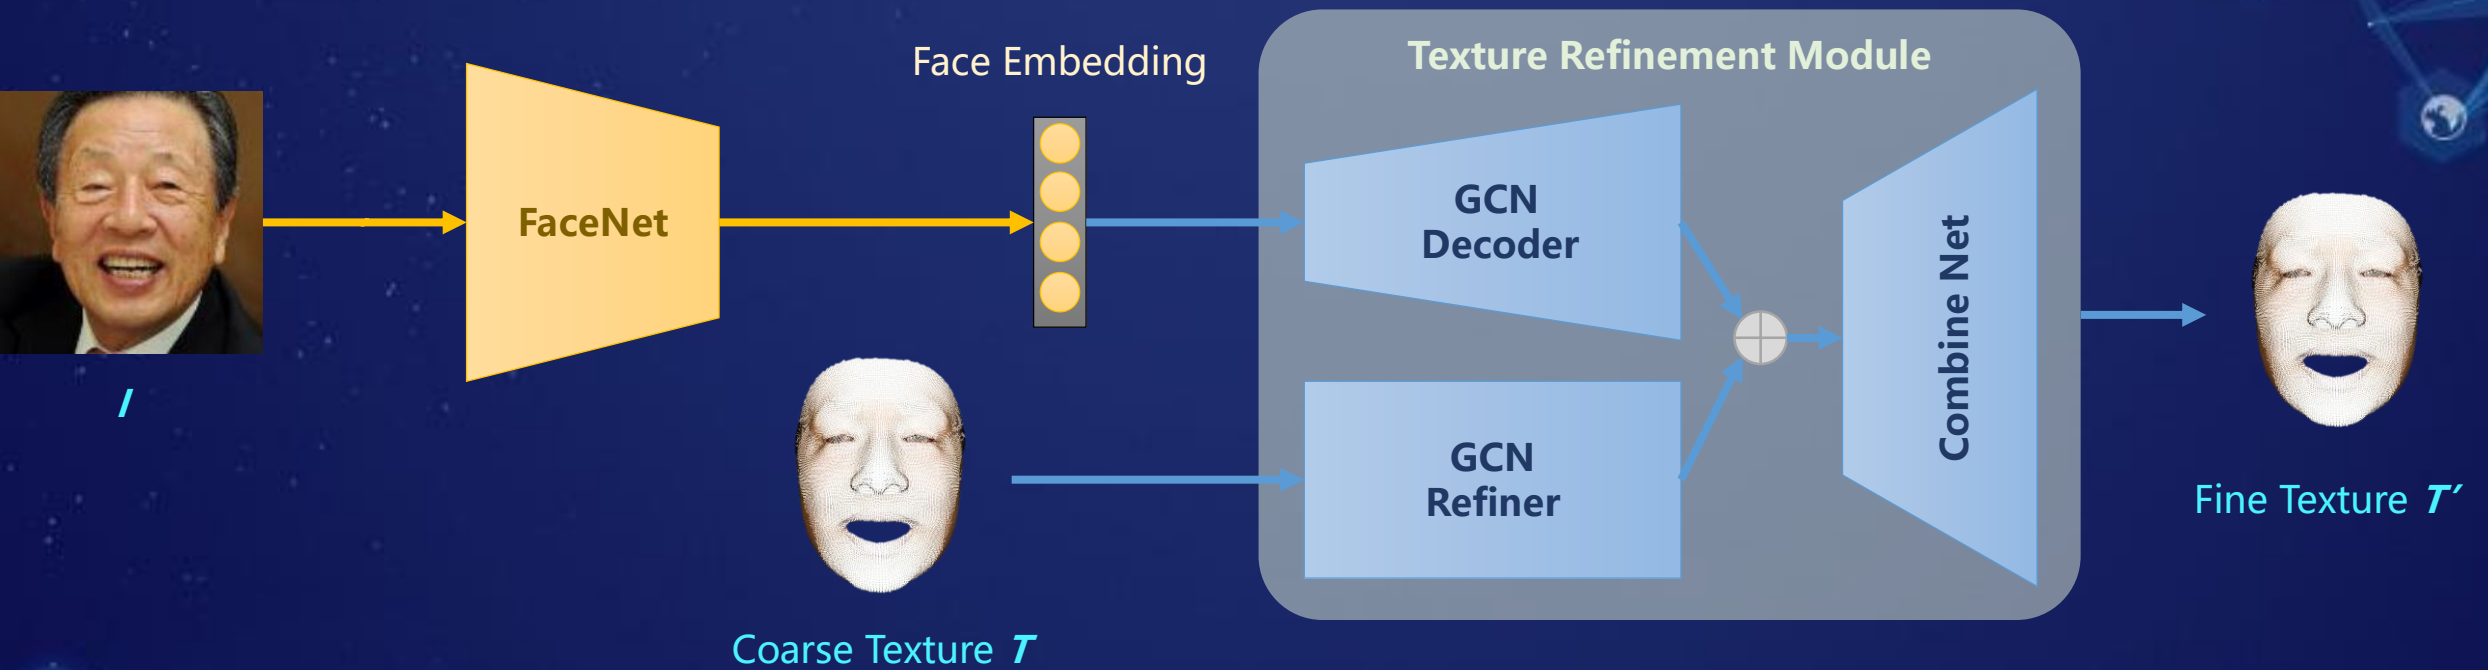 Face Embedding
Texture Refinement Module
FaceNet
GCN
Decoder
GCN
Refiner
Combine Net
I
Coarse Texture T
Fine Texture T′